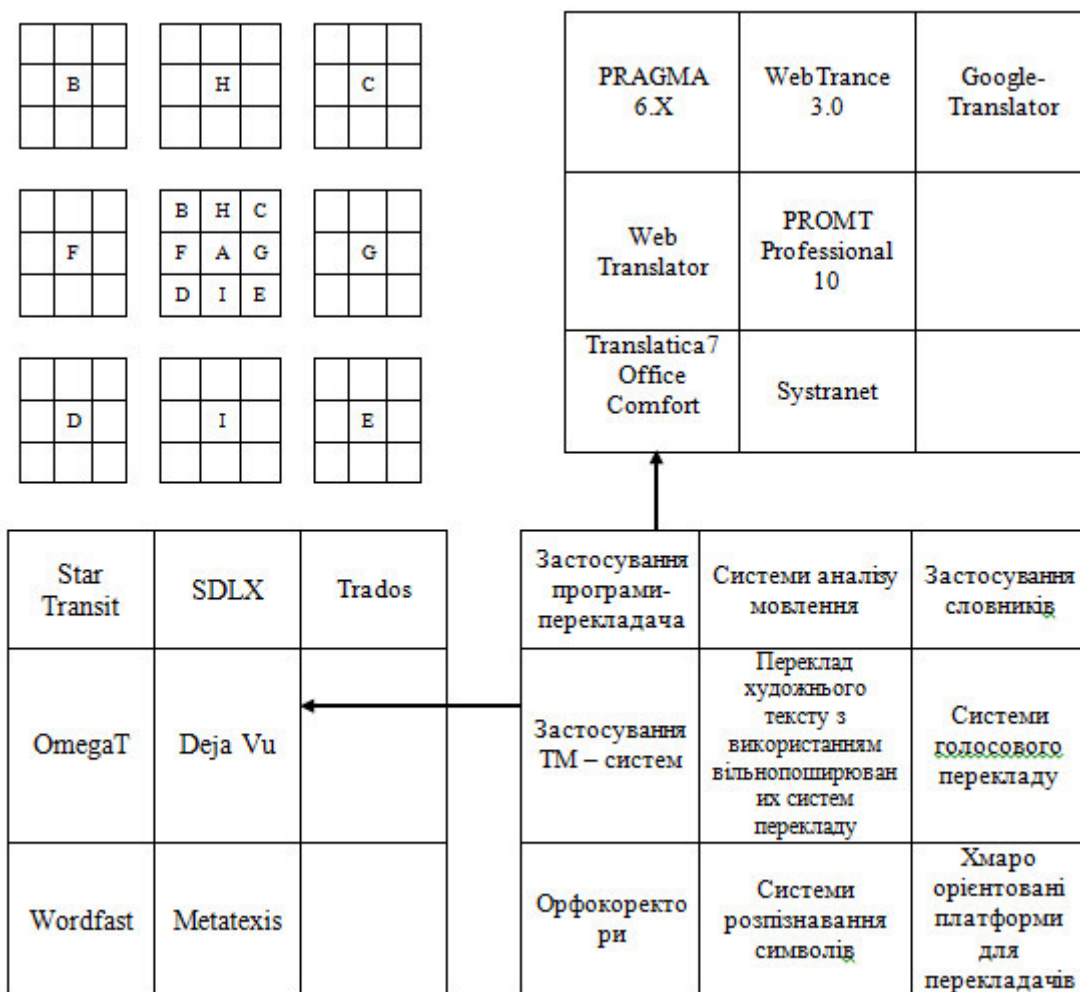 B
H
C
F
B H C
F A G
D I E
G
D
I
E
PRAGMA
6.X
WebTrance
3.0
Google-
Translator
Web
Translator
PROMT
Professional
10
Translatica7
Office
Comfort
Systranet
Star
Transit
SDLX
Trados
OmegaT
Deja Vu
Wordfast
Metatexis
Застосування
програми-
перекладача
Системи аналізу
мовлення
Застосування
словників
Застосування
ТМ – систем
Переклад
художнього
тексту з
використанням
вільнопоширюван
их систем
перекладу
Системи
голосового
перекладу
Орфокоректо
ри
Системи
розпізнавання
символів
Хмаро
орієнтовані
платформи
для
перекладачів